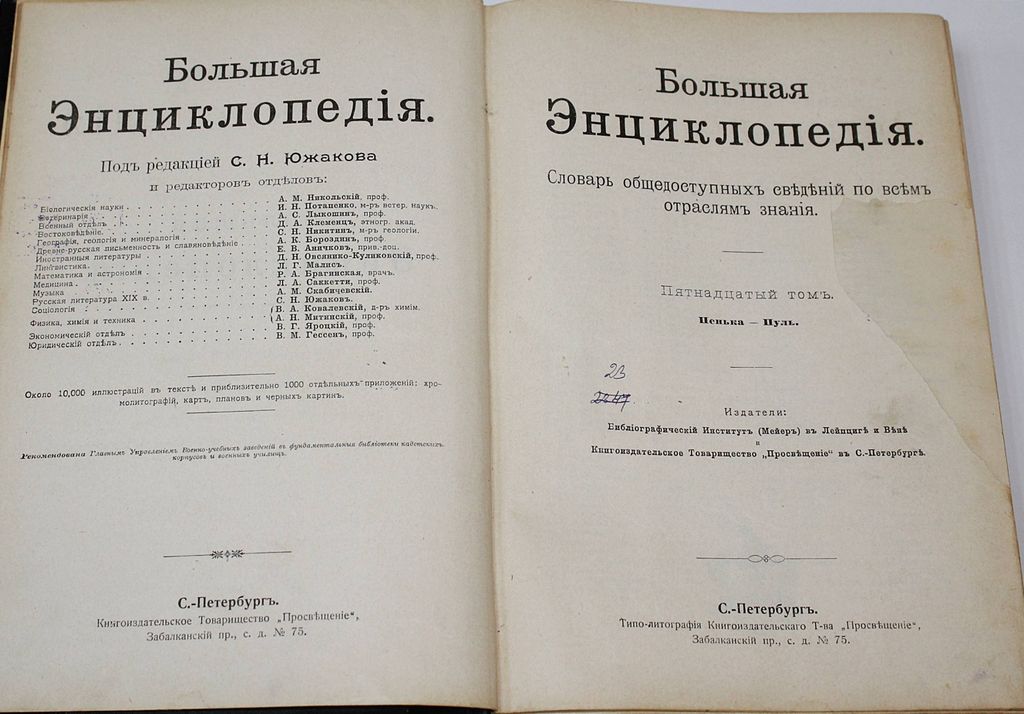 Большая
Энциклопедія.
Подъ редакціей С. Н. Южакова
и редакторовъ отдѣловъ:
Біологическія науки . . . . . . . . . . . А. М. Никольскій, проф.
Ветеринарія . . . . . . . . . . . И. Н. Потапенко, м-ръ ветер. наукъ.
Военный отдѣлъ . . . . . . . . . . . А. С. Лыкошинъ, проф.
Востоковѣдѣніе. . . . . . . . . . . Д. А. Клеменцъ, этногр. акад.
Географія, геологія и минералогія . . . . . . . С. Н. Никитинъ, м-ръ геологіи.
Древне-русская письменность и славяновѣдѣніе . . . . А. К. Бороздинъ, проф.
Иностранныя литературы . . . . . . . . . Е. В. Аничковъ, прив.-доц.
Лингвистика. . . . . . . . . . . Д. Н. Овсянико-Куликовскій, проф.
Математика и астрономія . . . . . . . . . Л. Г. Малисъ.
Медицина . . . . . . . . . . . Р. А. Брагинская, врачъ.
Музыка . . . . . . . . . . . Л. А. Саккетти, проф.
Русская литература XIX в. . . . . . . . . А. М. Скабичевскій.
Соціологія . . . . . . . . . . . С. Н. Южаковъ.
Физика, химія и техника . . . . . . . . . { В. А. Ковалевскій, д-ръ химіи.
А. Н. Митинскій, проф.
Экономическій отдѣлъ . . . . . . . . . В. Г. Яроцкій, проф.
Юридическій отдѣлъ . . . . . . . . . . В. М. Гессенъ, проф.
Около 10,000 иллюстрацій въ текстѣ и приблизительно 1000 отдѣльныхъ приложеній: хро-
молитографій, картъ, плановъ и черныхъ картинъ.
Рекомендована Главнымъ Управленіемъ Военно-учебныхъ заведеній въ фундаментальныя библіотеки кадетскихъ
корпусовъ и военныхъ училищъ.
С.-Петербургъ.
Книгоиздательское Товарищество „Просвѣщеніе“,
Забалканскій пр., с. д. № 75.
Большая
Энциклопедія.
Словарь общедоступныхъ свѣдѣній по всѣмъ
отраслямъ знанія.
Пятнадцатый томъ.
Пенька — Пуль.
23
Издатели:
Библіографическій Институтъ (Мейеръ) въ Лейпцигѣ и Вѣнѣ
и
Книгоиздательское Товарищество „Просвѣщеніе“ въ С.-Петербургѣ.
С.-Петербургъ.
Типо-литографія Книгоиздательскаго Т-ва „Просвѣщеніе“,
Забалканскій пр., с. д. № 75.